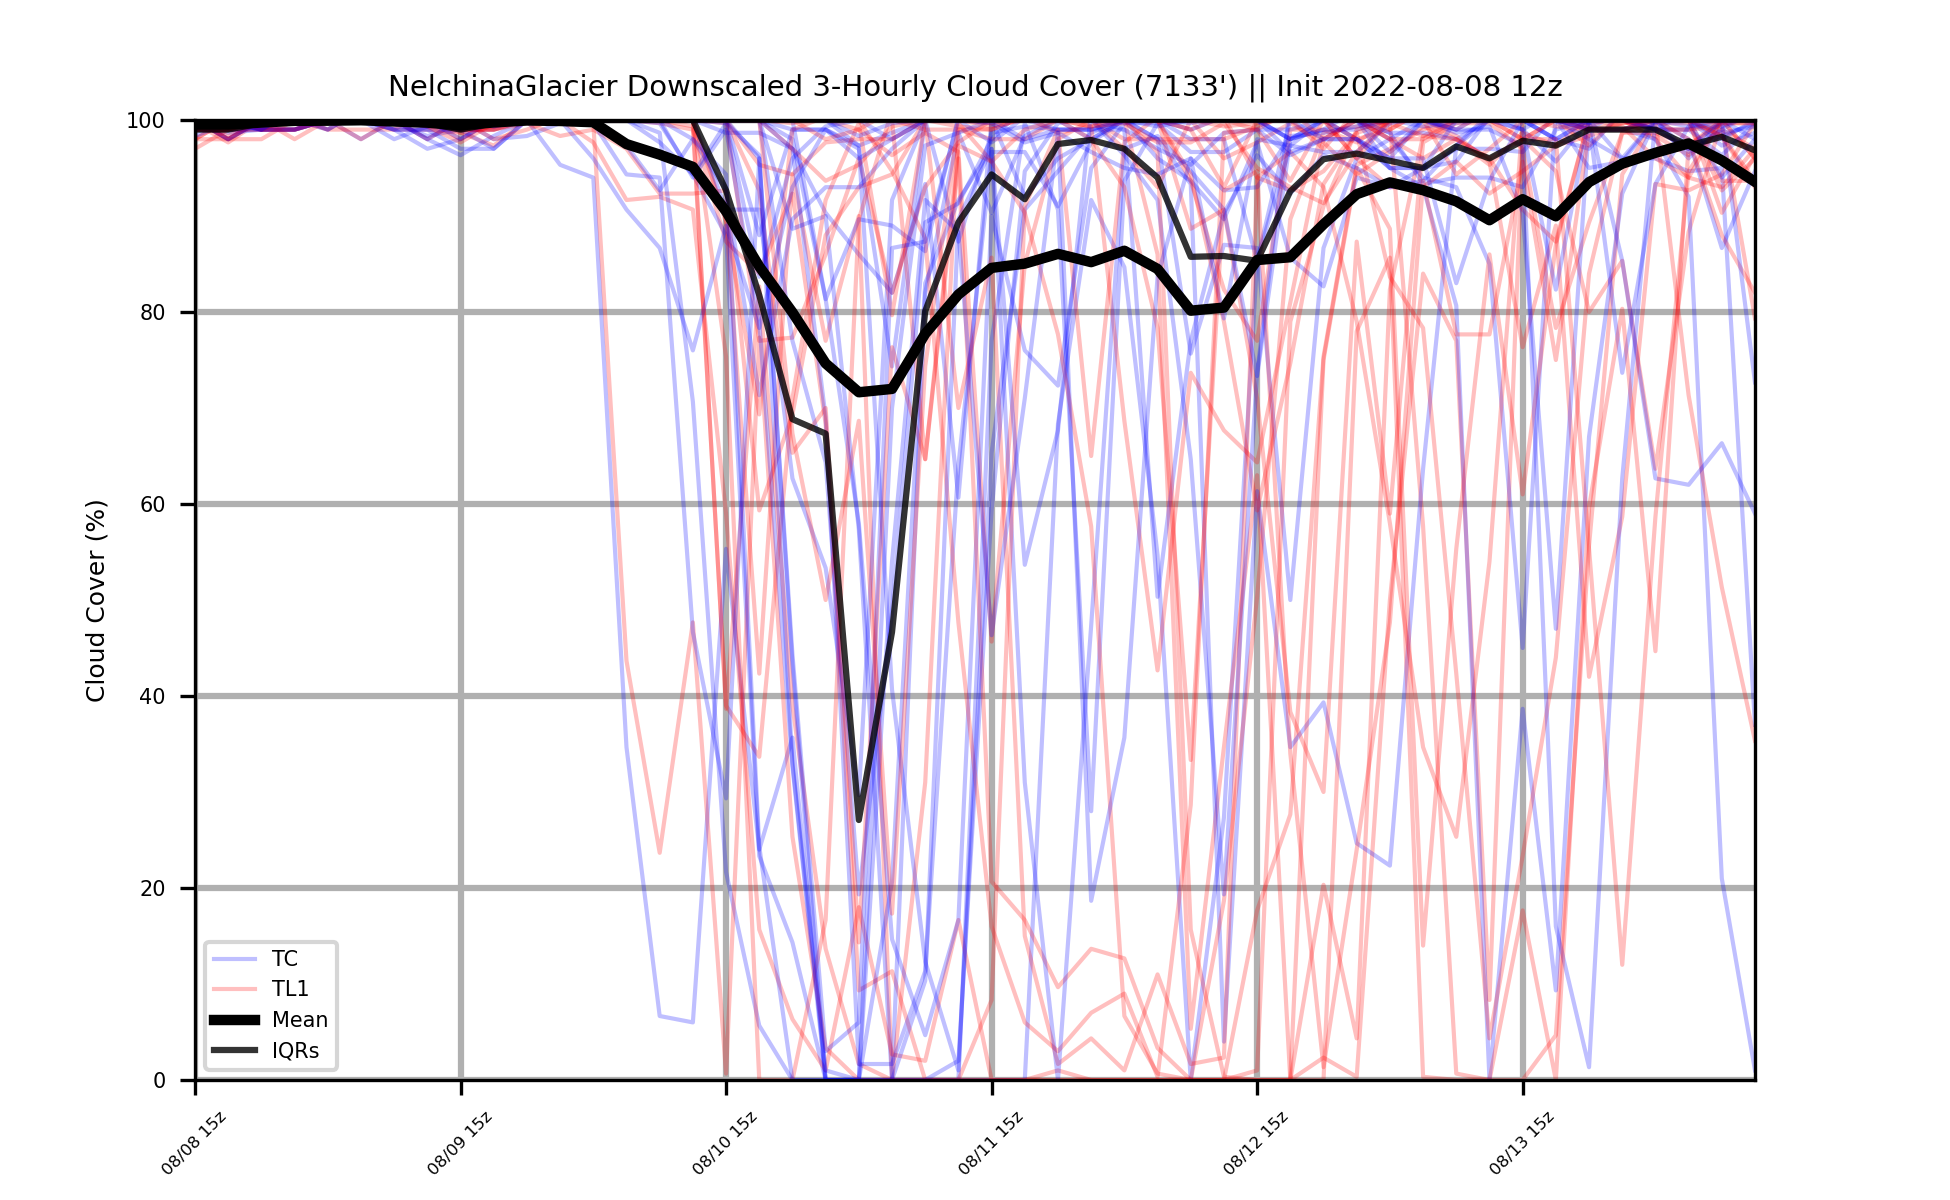 NelchinaGlacier Downscaled 3-Hourly Cloud Cover (7133') || Init 2022-08-08 12z
Cloud Cover (%)
100
80
60
40
20
0
TC
TL1
Mean
IQRs
08/08 15z
08/09 15z
08/10 15z
08/11 15z
08/12 15z
08/13 15z